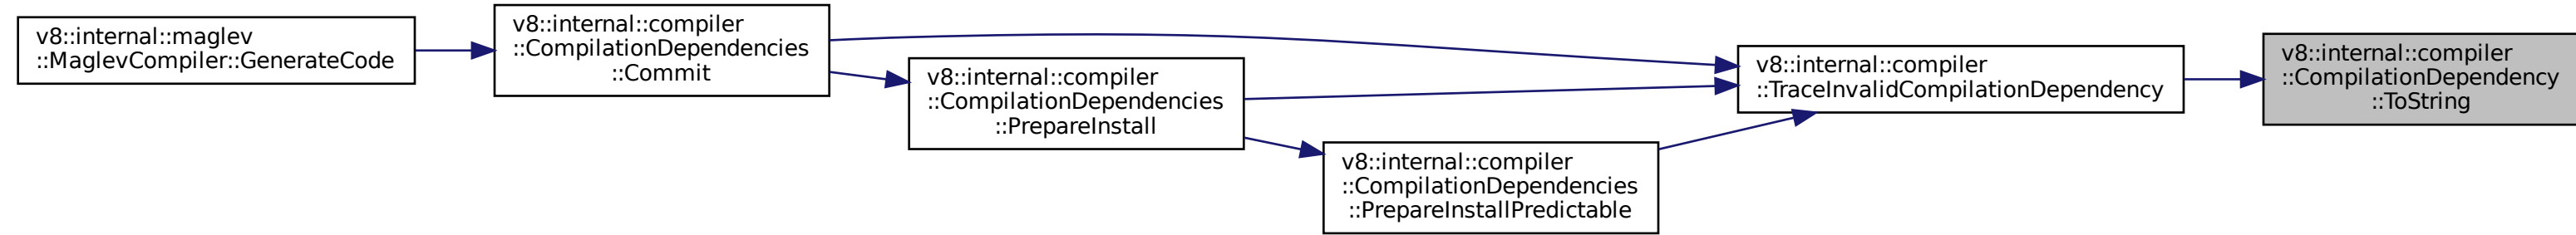 v8::internal::maglev
::MaglevCompiler::GenerateCode
v8::internal::compiler
::CompilationDependencies
::Commit
v8::internal::compiler
::CompilationDependencies
::PrepareInstall
v8::internal::compiler
::CompilationDependencies
::PrepareInstallPredictable
v8::internal::compiler
::TraceInvalidCompilationDependency
v8::internal::compiler
::CompilationDependency
::ToString